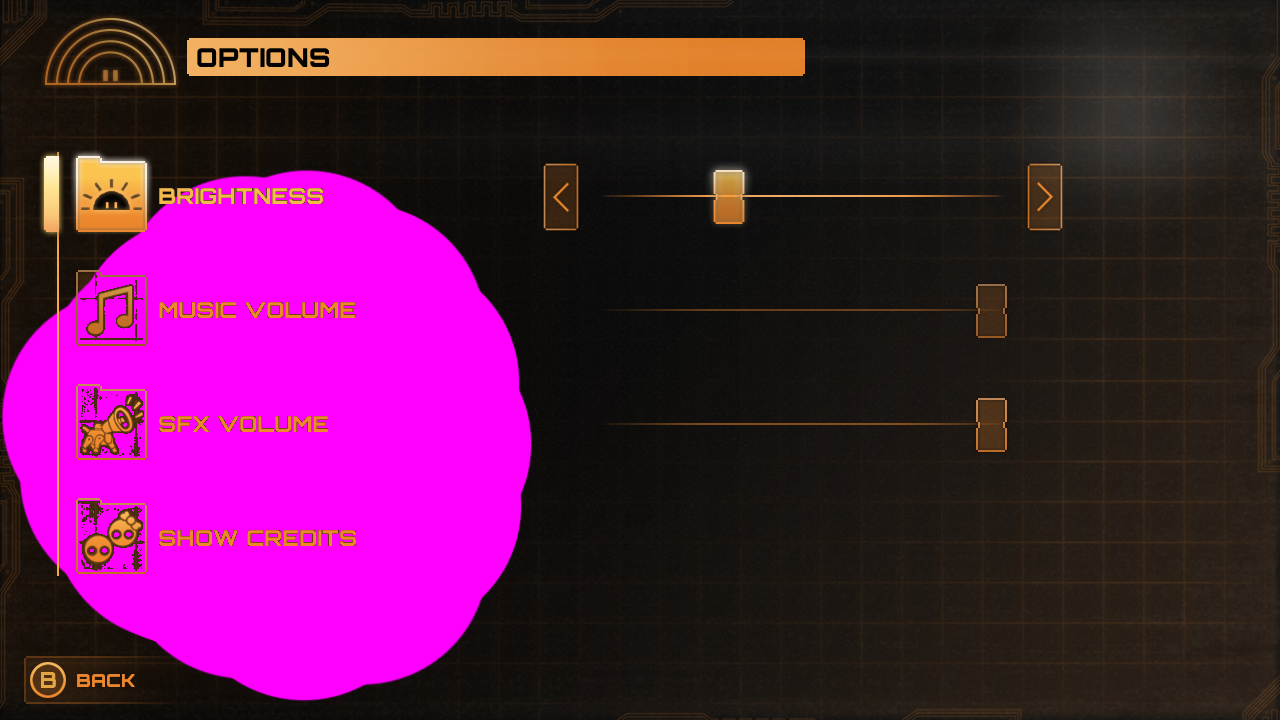 OPTIONS
BRIGHTNESS
MUSIC VOLUME
SFX VOLUME
SHOW CREDITS
B BACK